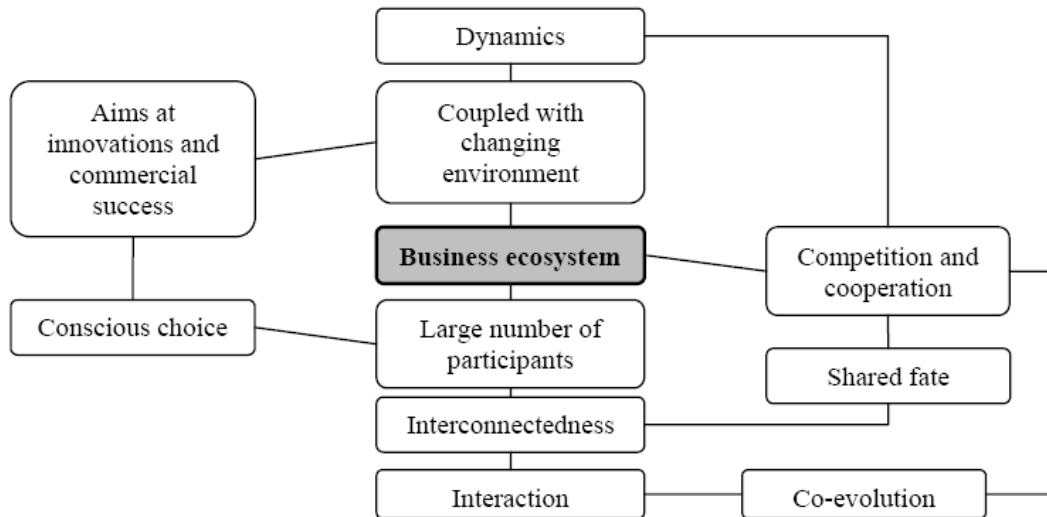 Dynamics
Aims at
innovations and
commercial
success
Coupled with
changing
environment
Business ecosystem
Competition and
cooperation
Conscious choice
Large number of
participants
Shared fate
Interconnectedness
Interaction
Co-evolution